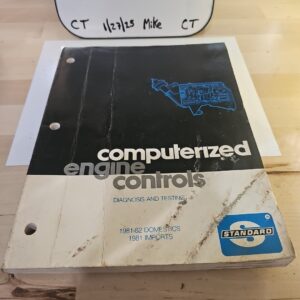 CT 1/27/25 Mike CT
computerized
engine
controls
DIAGNOSIS AND TESTING
1981-82 DOMESTICS
1981 IMPORTS
STANDARD